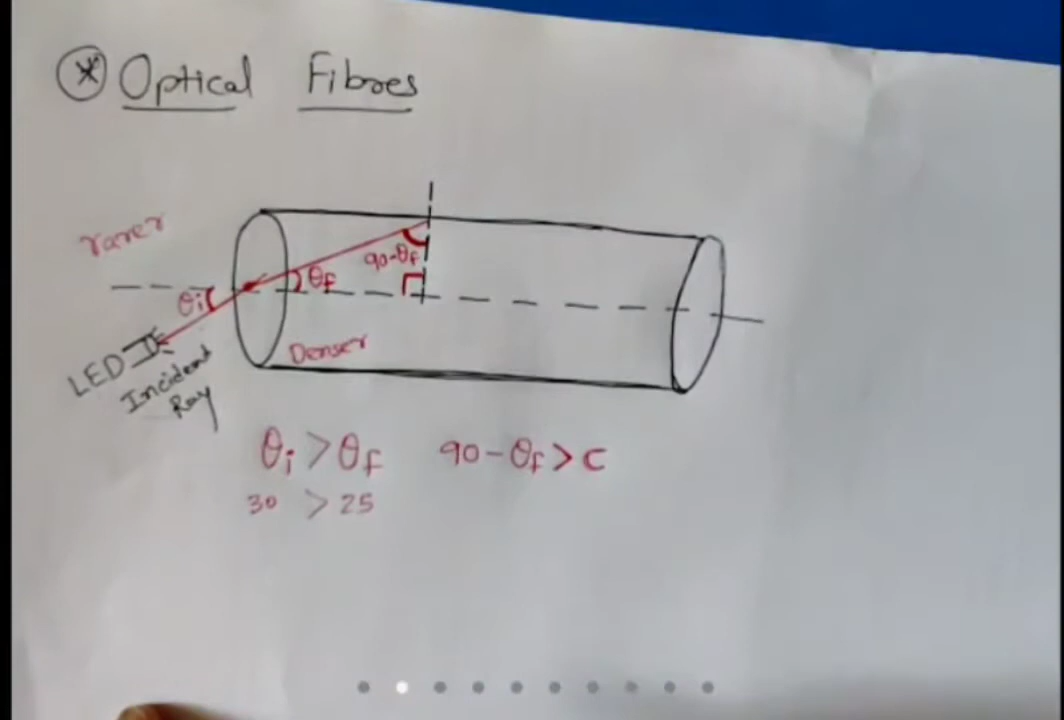 * Optical Fibres
rarer
θi
θf
90-θf
LED
Incident
Ray
Denser
θi > θf 90 - θf > c
30 > 25